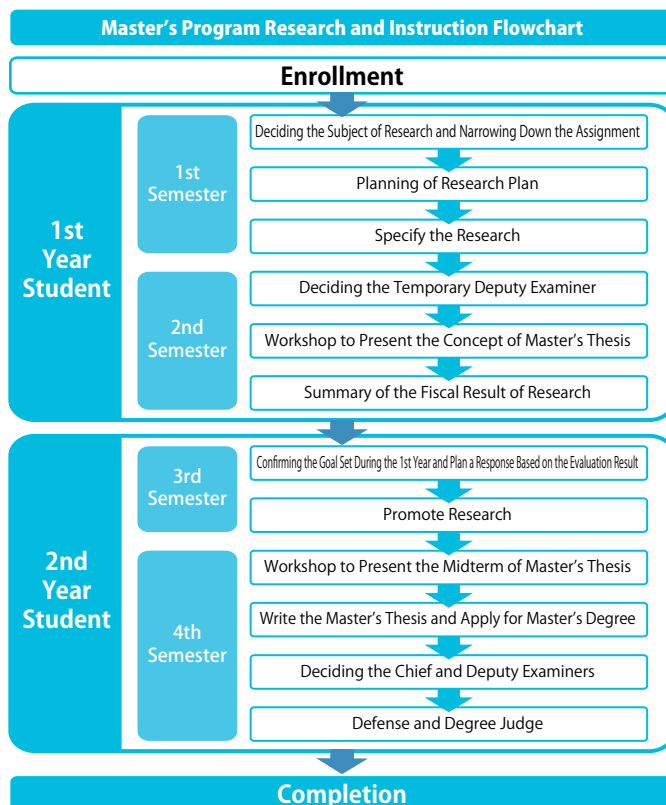 Master's Program Research and Instruction Flowchart
Enrollment
1st
Year
Student
1st
Semester
Deciding the Subject of Research and Narrowing Down the Assignment
Planning of Research Plan
Specify the Research
2nd
Semester
Deciding the Temporary Deputy Examiner
Workshop to Present the Concept of Master's Thesis
Summary of the Fiscal Result of Research
2nd
Year
Student
3rd
Semester
Confirming the Goal Set During the 1st Year and Plan a Response Based on the Evaluation Result
Promote Research
4th
Semester
Workshop to Present the Midterm of Master's Thesis
Write the Master's Thesis and Apply for Master's Degree
Deciding the Chief and Deputy Examiners
Defense and Degree Judge
Completion